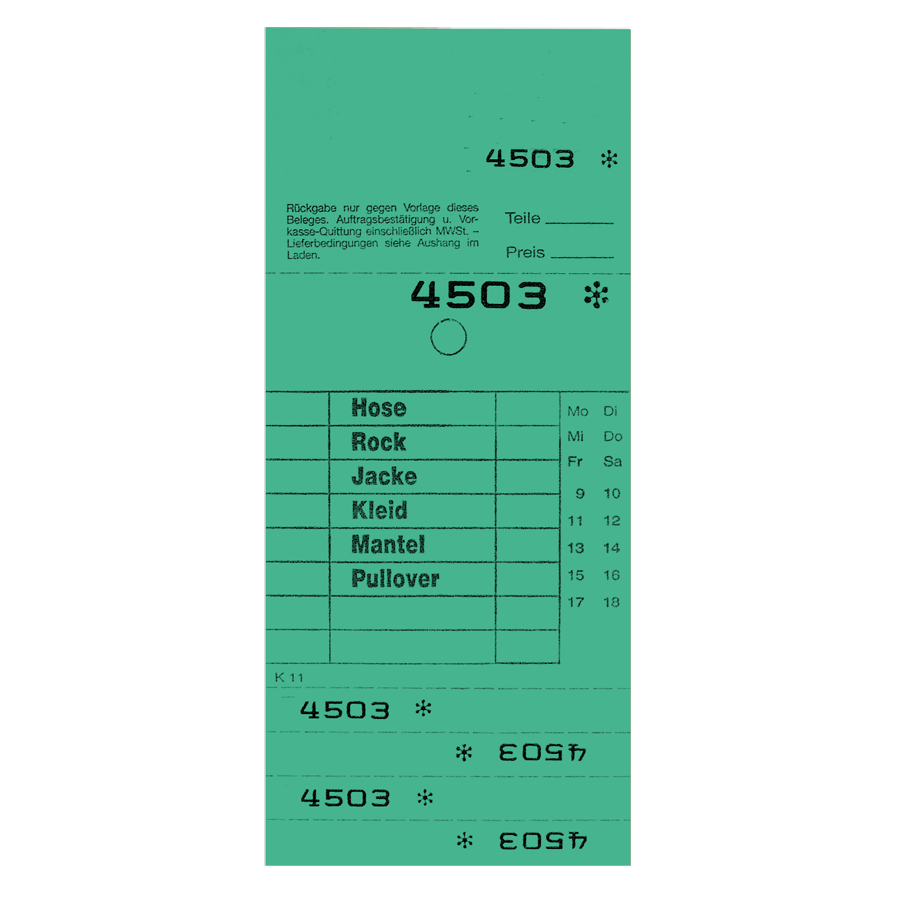 4503 *
Rückgabe nur gegen Vorlage dieses
Beleges. Auftragsbestätigung u. Vor-
kasse-Quittung einschließlich MWSt. –
Lieferbedingungen siehe Aushang im
Laden.
Teile
Preis
4503 *
Hose
Rock
Jacke
Kleid
Mantel
Pullover
Mo Di
Mi Do
Fr Sa
9 10
11 12
13 14
15 16
17 18
K 11
4503 *
4503 *
4503 *
4503 *